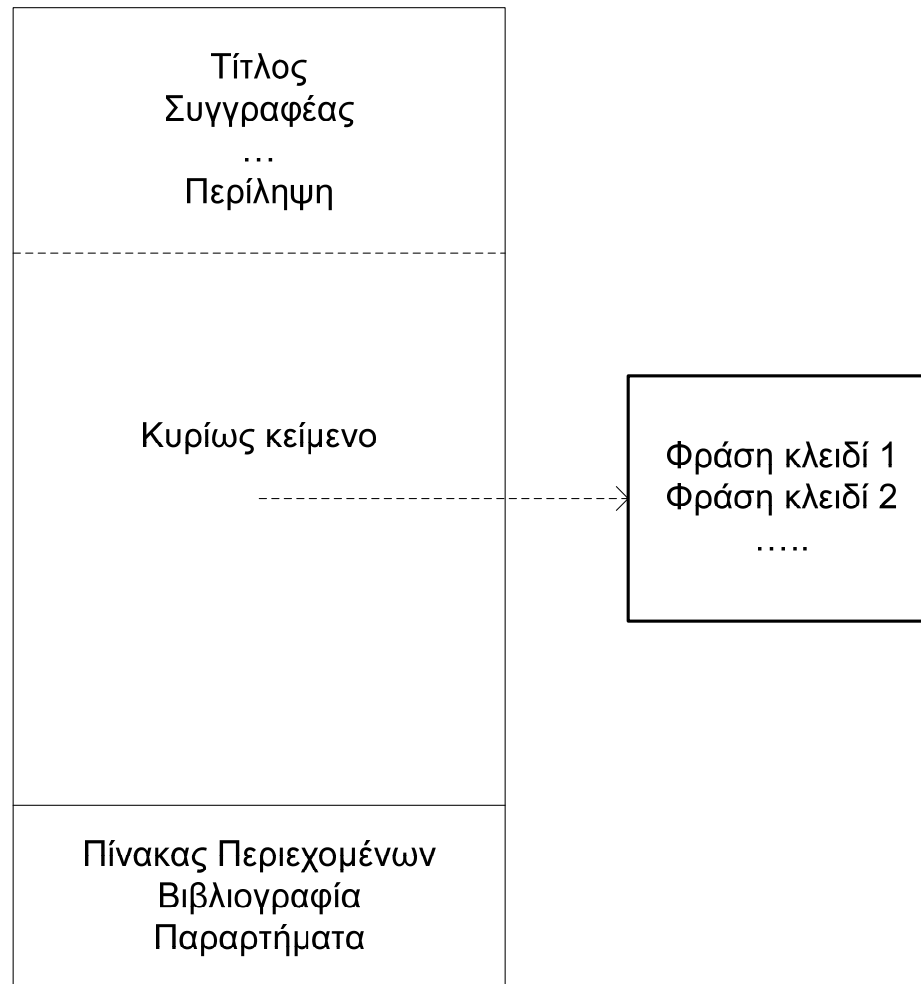 Τίτλος
Συγγραφέας
...
Περίληψη
Κυρίως κείμενο
Φράση κλειδί 1
Φράση κλειδί 2
.....
Πίνακας Περιεχομένων
Βιβλιογραφία
Παραρτήματα